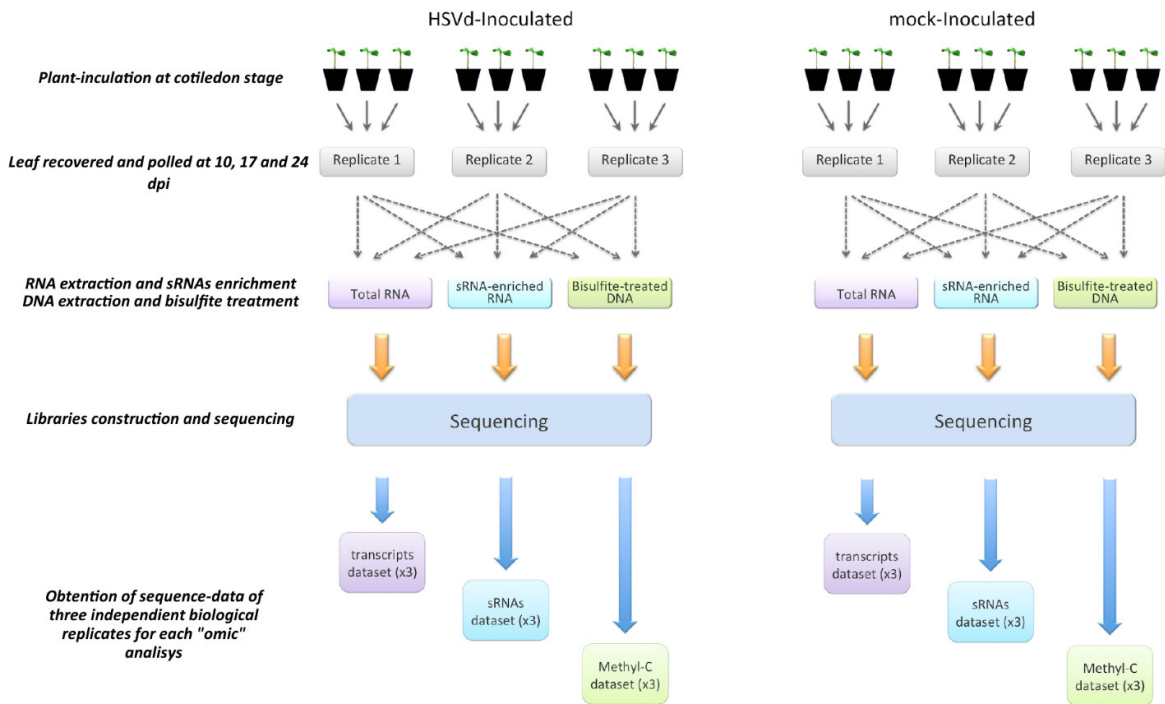 HSVd-Inoculated
mock-Inoculated
Plant-inculation at cotiledon stage
Leaf recovered and polled at 10, 17 and 24
dpi
Replicate 1
Replicate 2
Replicate 3
Replicate 1
Replicate 2
Replicate 3
RNA extraction and sRNAs enrichment
DNA extraction and bisulfite treatment
Total RNA
sRNA-enriched
RNA
Bisulfite-treated
DNA
Total RNA
sRNA-enriched
RNA
Bisulfite-treated
DNA
Libraries construction and sequencing
Sequencing
Sequencing
Obtention of sequence-data of
three independent biological
replicates for each "omic"
analisys
transcripts
dataset (x3)
sRNAs
dataset (x3)
Methyl-C
dataset (x3)
transcripts
dataset (x3)
sRNAs
dataset (x3)
Methyl-C
dataset (x3)